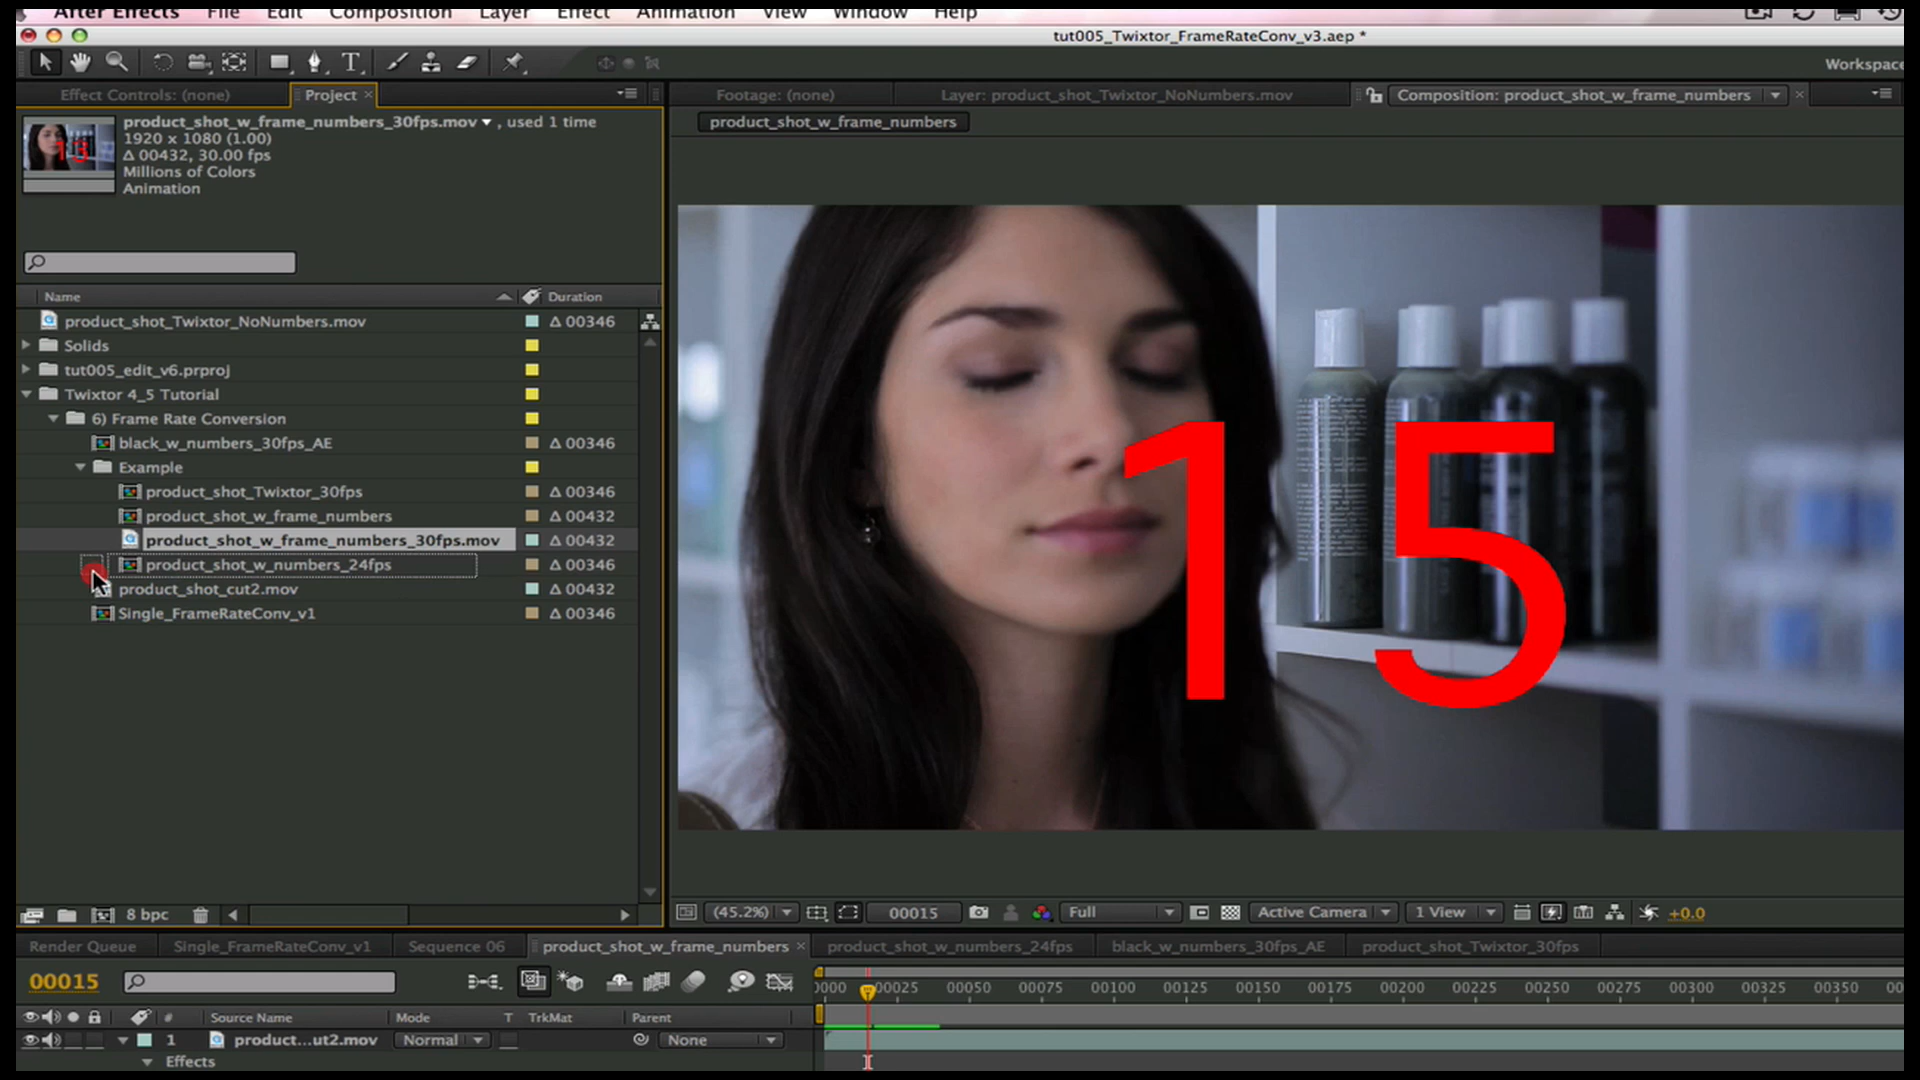 After Effects File Edit Composition Layer Effect Animation View Window Help
tut005_Twixtor_FrameRateConv_v3.aep *
T
Workspace
Effect Controls: (none)
Project ×
product_shot_w_frame_numbers_30fps.mov ▼ , used 1 time
1920 x 1080 (1.00)
Δ 00432, 30.00 fps
Millions of Colors
Animation
Name Duration
product_shot_Twixtor_NoNumbers.mov Δ 00346
Solids
tut005_edit_v6.prproj
Twixtor 4_5 Tutorial
6) Frame Rate Conversion
black_w_numbers_30fps_AE Δ 00346
Example
product_shot_Twixtor_30fps Δ 00346
product_shot_w_frame_numbers Δ 00432
product_shot_w_frame_numbers_30fps.mov Δ 00432
product_shot_w_numbers_24fps Δ 00346
product_shot_cut2.mov Δ 00432
Single_FrameRateConv_v1 Δ 00346
8 bpc
Footage: (none)
Layer: product_shot_Twixtor_NoNumbers.mov
Composition: product_shot_w_frame_numbers
product_shot_w_frame_numbers
15
(45.2%) 00015 Full Active Camera 1 View +0.0
Render Queue Single_FrameRateConv_v1 Sequence 06 product_shot_w_frame_numbers × product_shot_w_numbers_24fps black_w_numbers_30fps_AE product_shot_Twixtor_30fps
00015
0000 00025 00050 00075 00100 00125 00150 00175 00200 00225 00250 00275 00300 00325 00350 00
# Source Name Mode T TrkMat Parent
1 product...ut2.mov Normal None
Effects